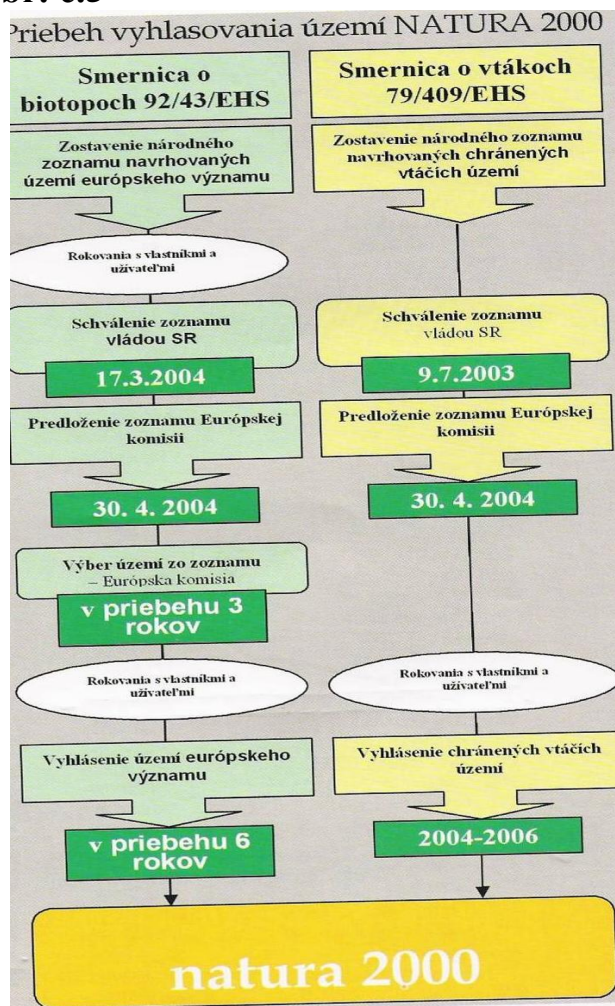 Priebeh vyhlasovania území NATURA 2000
Smernica o
biotopoch 92/43/EHS
Zostavenie národného
zoznamu navrhovaných
území európskeho významu
Rokovania s vlastníkmi a
užívateľmi
Schválenie zoznamu
vládou SR
17.3.2004
Predloženie zoznamu Európskej
komisii
30. 4. 2004
Výber území zo zoznamu
– Európska komisia
v priebehu 3
rokov
Rokovania s vlastníkmi a
užívateľmi
Vyhlásenie území európskeho
významu
v priebehu 6
rokov
Smernica o vtákoch
79/409/EHS
Zostavenie národného zoznamu
navrhovaných chránených
vtáčích území
Schválenie zoznamu
vládou SR
9.7.2003
Predloženie zoznamu Európskej
komisii
30. 4. 2004
Rokovania s vlastníkmi a
užívateľmi
Vyhlásenie chránených vtáčích
území
2004-2006
natura 2000